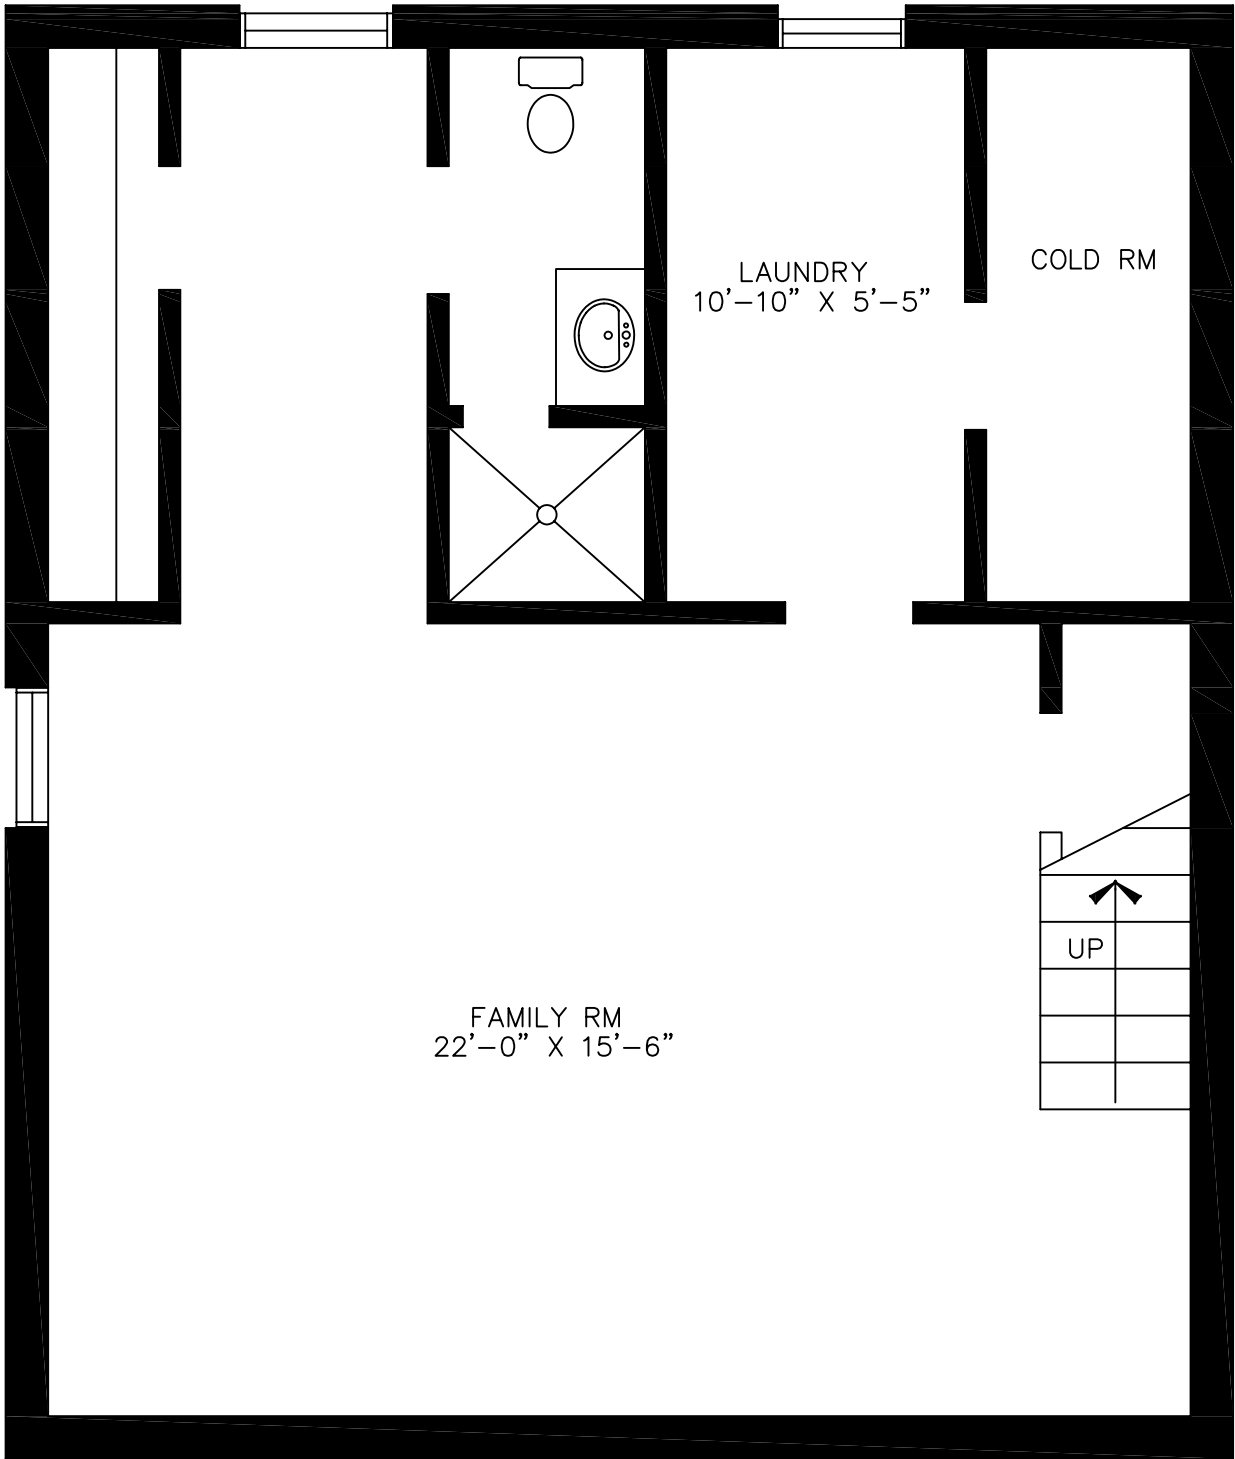 LAUNDRY
10'-10" X 5'-5"
COLD RM
UP
FAMILY RM
22'-0" X 15'-6"